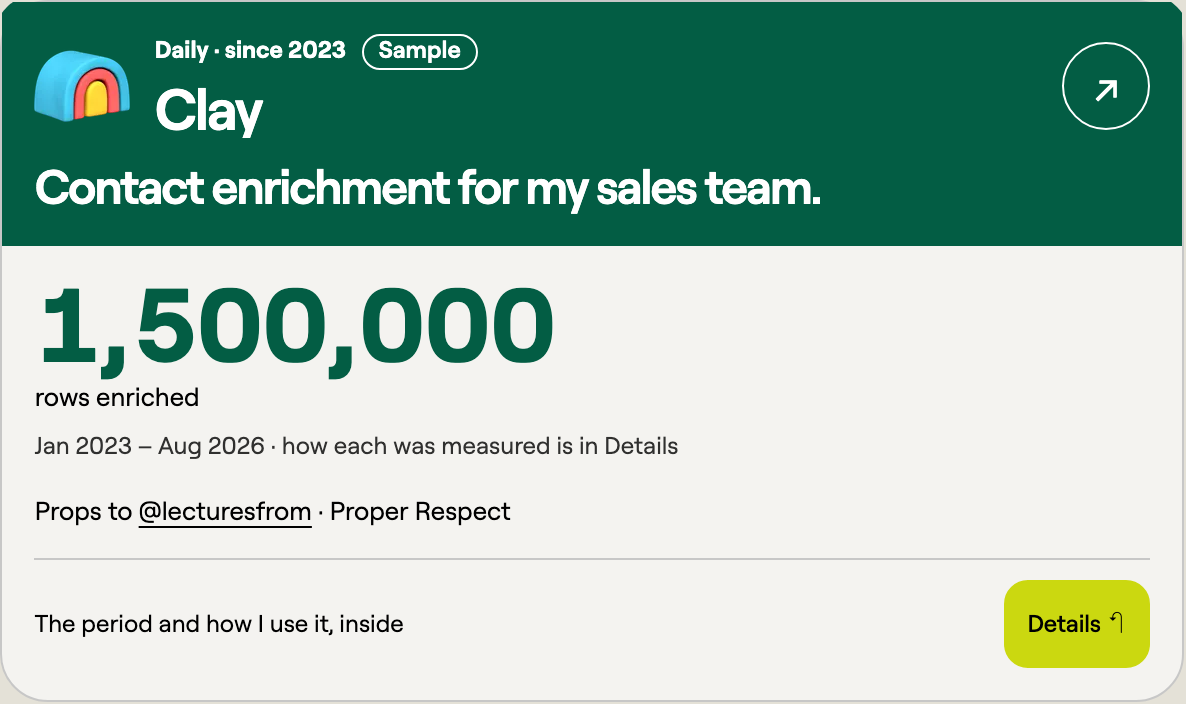 Daily · since 2023 Sample
Clay
Contact enrichment for my sales team.
1,500,000
rows enriched
Jan 2023 – Aug 2026 · how each was measured is in Details
Props to @lecturesfrom · Proper Respect
The period and how I use it, inside
Details